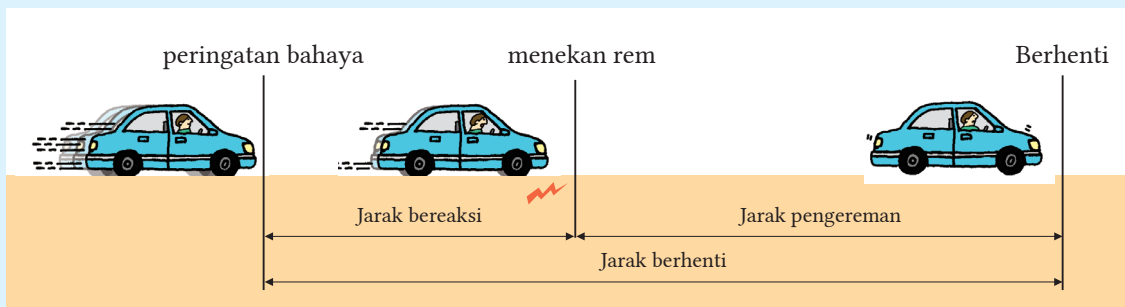 peringatan bahaya
menekan rem
Berhenti
Jarak bereaksi
Jarak pengereman
Jarak berhenti